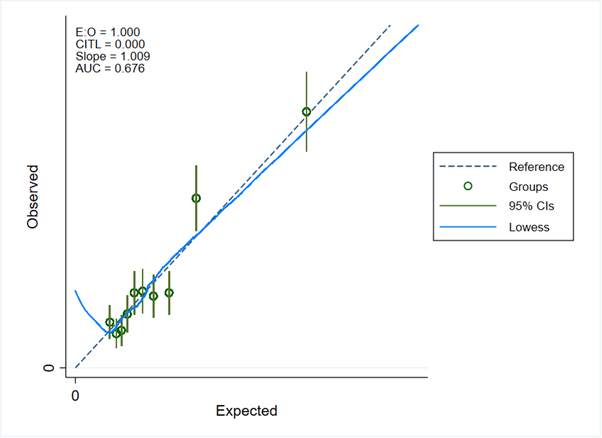 E:O = 1.000
CITL = 0.000
Slope = 1.009
AUC = 0.676
Observed
0
0
Expected
Reference
Groups
95% CIs
Lowess